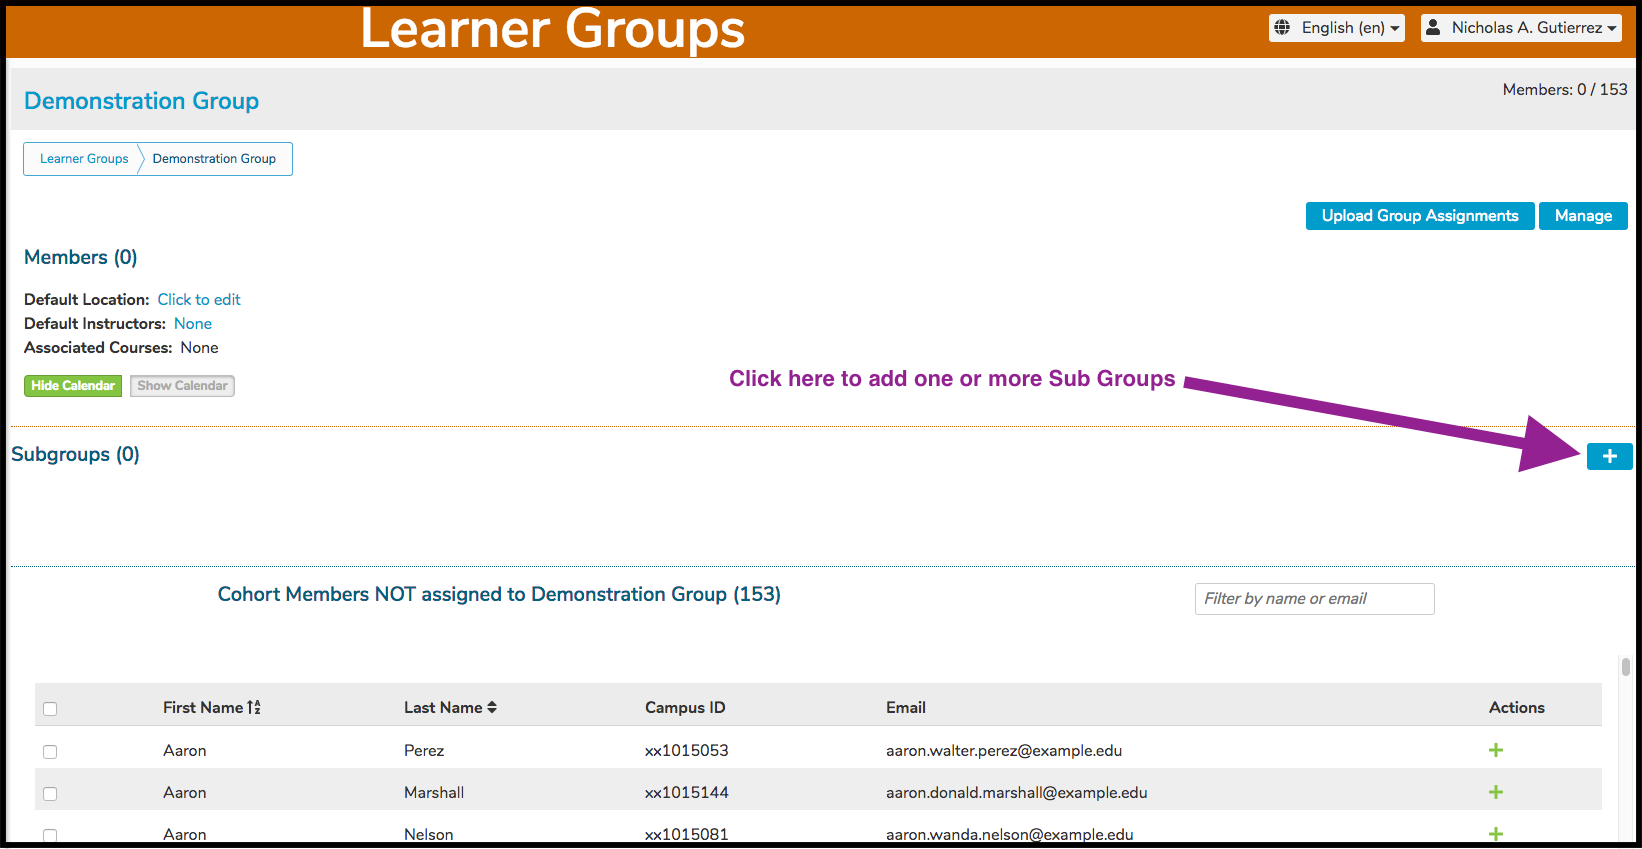 Learner Groups
English (en)
Nicholas A. Gutierrez
Demonstration Group
Members: 0 / 153
Learner Groups
Demonstration Group
Upload Group Assignments
Manage
Members (0)
Default Location: Click to edit
Default Instructors: None
Associated Courses: None
Hide Calendar
Show Calendar
Click here to add one or more Sub Groups
Subgroups (0)
Cohort Members NOT assigned to Demonstration Group (153)
Filter by name or email
First Name Last Name Campus ID Email Actions
Aaron Perez xx1015053 aaron.walter.perez@example.edu
Aaron Marshall xx1015144 aaron.donald.marshall@example.edu
Aaron Nelson xx1015081 aaron.wanda.nelson@example.edu